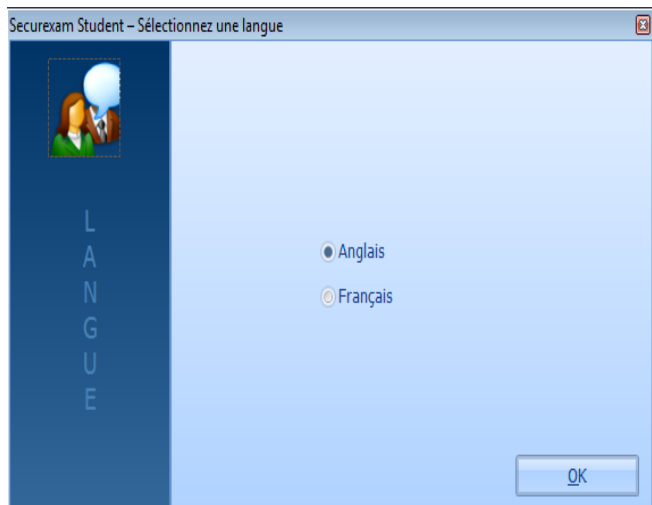 Securexam Student – Sélectionnez une langue
L
A
N
G
U
E
Anglais
Français
OK